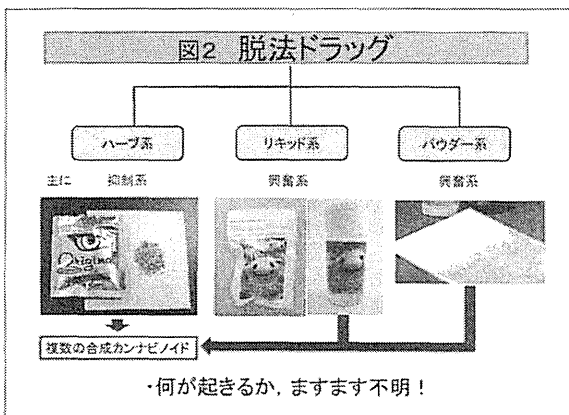 図2 脱法ドラッグ
ハーブ系
リキッド系
パウダー系
主に 抑制系
興奮系
興奮系
Original
複数の合成カンナビノイド
・何が起きるか, ますます不明!